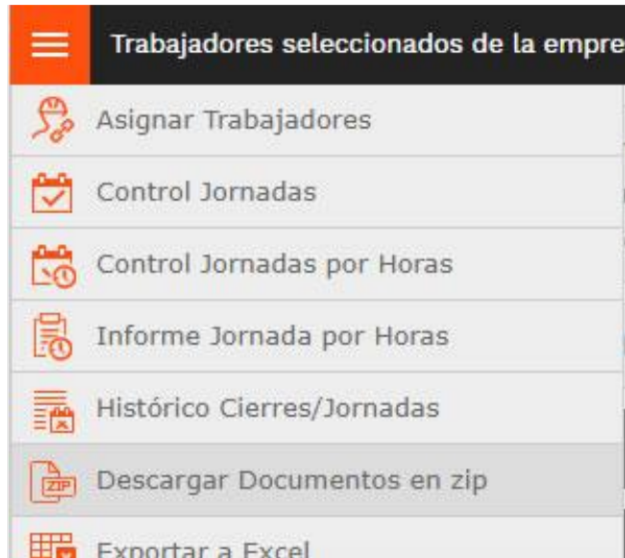 Trabajadores seleccionados de la empre
Asignar Trabajadores
Control Jornadas
Control Jornadas por Horas
Informe Jornada por Horas
Histórico Cierres/Jornadas
ZIP Descargar Documentos en zip
Exportar a Excel